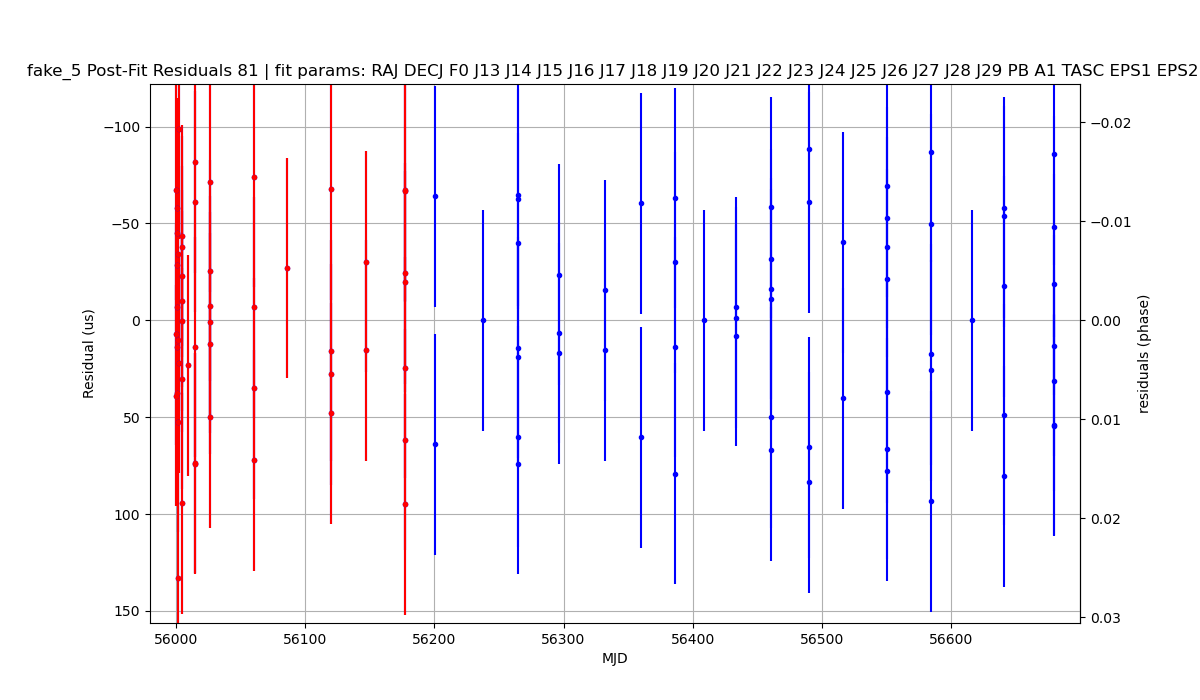 fake_5 Post-Fit Residuals 81 | fit params: RAJ DECJ F0 J13 J14 J15 J16 J17 J18 J19 J20 J21 J22 J23 J24 J25 J26 J27 J28 J29 PB A1 TASC EPS1 EPS2
−100
−50
0
50
100
150
Residual (us)
−0.02
−0.01
0.00
0.01
0.02
0.03
residuals (phase)
56000 56100 56200 56300 56400 56500 56600
MJD